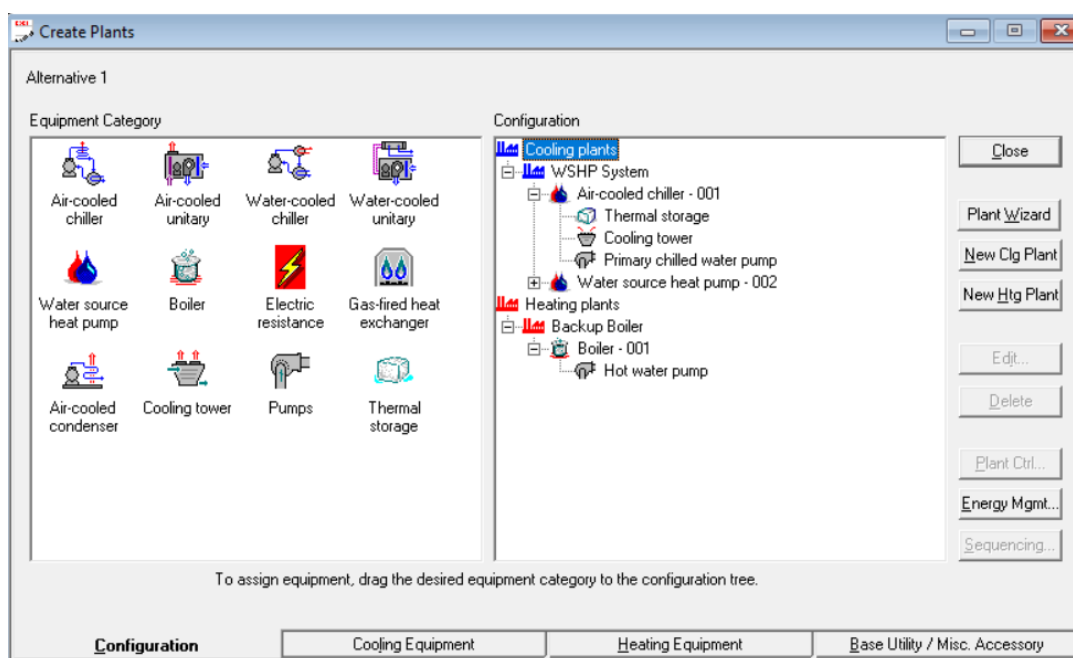 Create Plants
Alternative 1
Equipment Category
Configuration
Air-cooled
chiller
Air-cooled
unitary
Water-cooled
chiller
Water-cooled
unitary
Water source
heat pump
Boiler
Electric
resistance
Gas-fired heat
exchanger
Air-cooled
condenser
Cooling tower
Pumps
Thermal
storage
Cooling plants
WSHP System
Air-cooled chiller - 001
Thermal storage
Cooling tower
Primary chilled water pump
Water source heat pump - 002
Heating plants
Backup Boiler
Boiler - 001
Hot water pump
Close
Plant Wizard
New Clg Plant
New Htg Plant
Edit...
Delete
Plant Ctrl...
Energy Mgmt...
Sequencing...
To assign equipment, drag the desired equipment category to the configuration tree.
Configuration
Cooling Equipment
Heating Equipment
Base Utility / Misc. Accessory